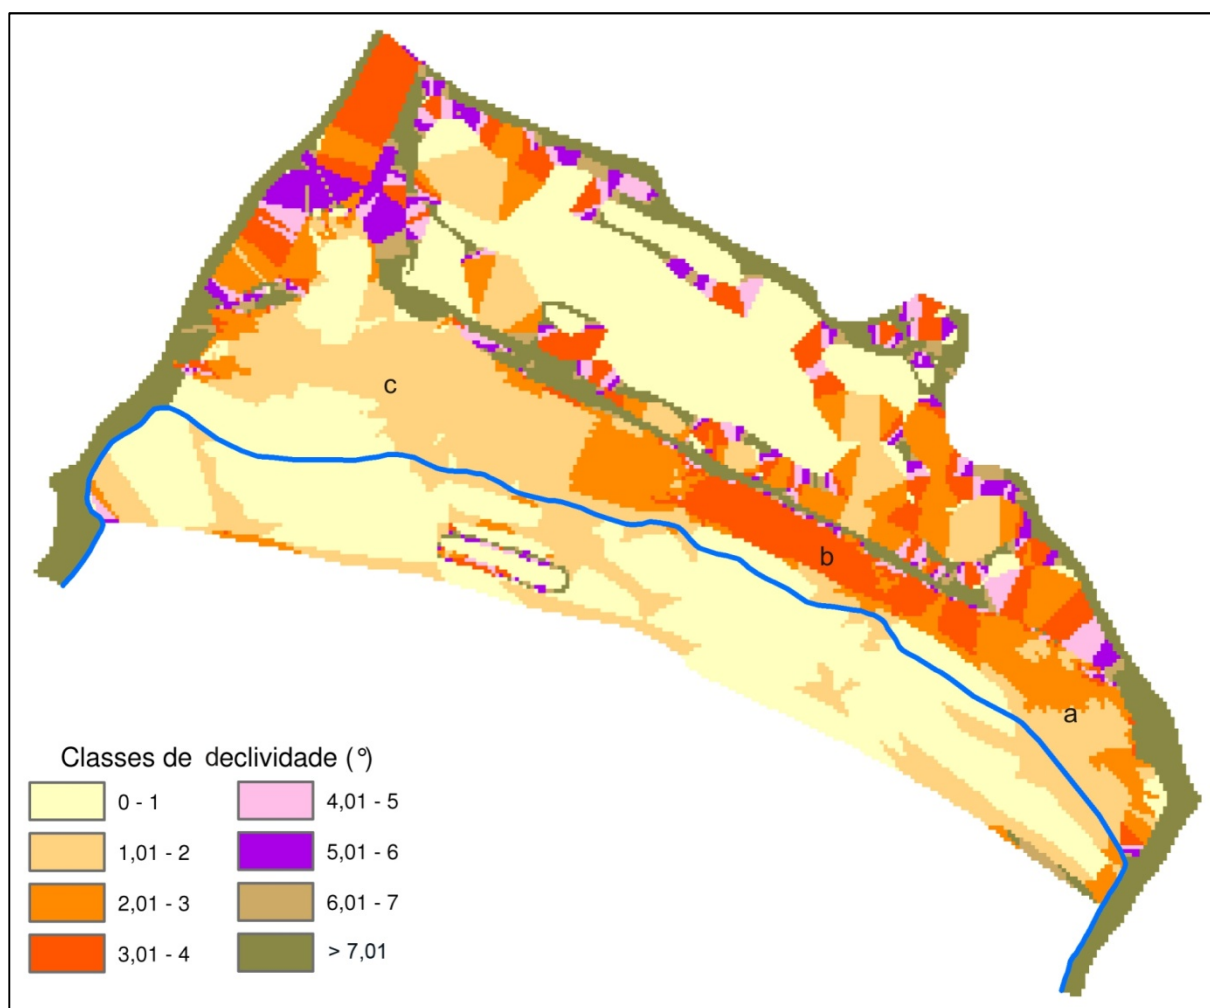 c
b
a
Classes de declividade (°)
0 - 1
4,01 - 5
1,01 - 2
5,01 - 6
2,01 - 3
6,01 - 7
3,01 - 4
> 7,01